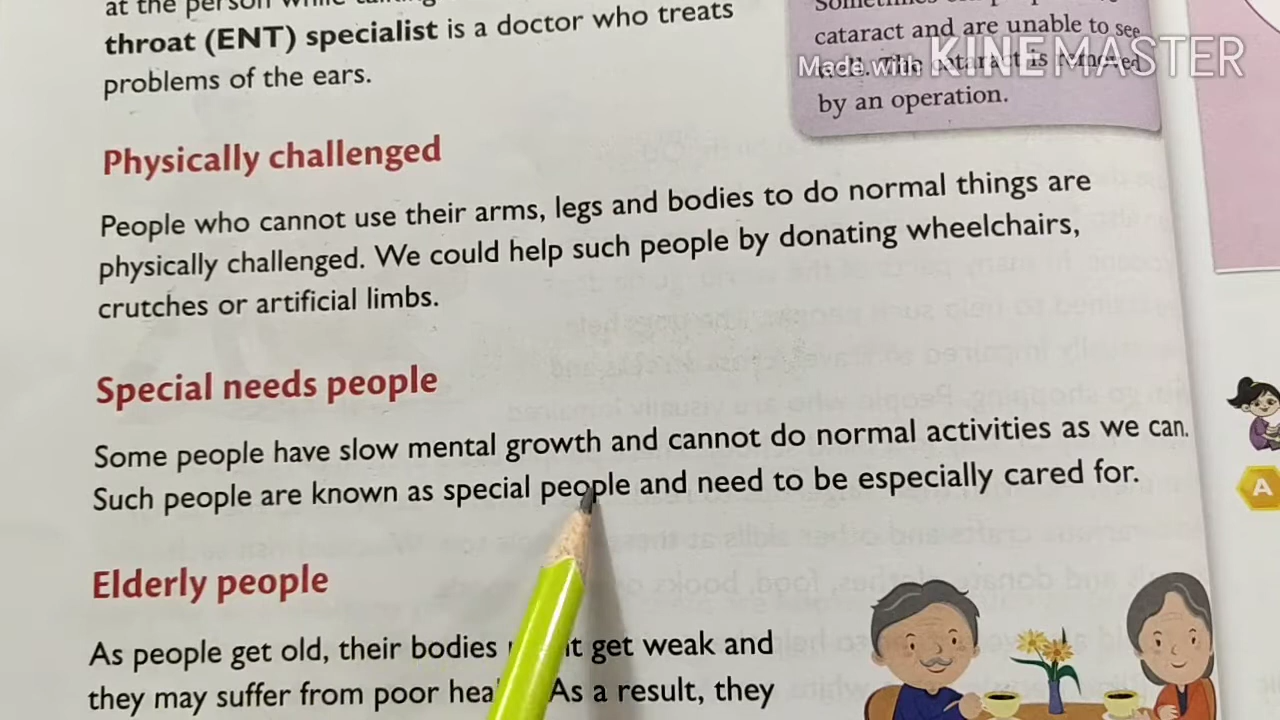 at the person while
throat (ENT) specialist is a doctor who treats
problems of the ears.
cataract and are unable to see
by an operation.
Made with KINEMASTER
Physically challenged
People who cannot use their arms, legs and bodies to do normal things are
physically challenged. We could help such people by donating wheelchairs,
crutches or artificial limbs.
Special needs people
Some people have slow mental growth and cannot do normal activities as we can.
Such people are known as special people and need to be especially cared for.
Elderly people
As people get old, their bodies get weak and
they may suffer from poor As a result, they
A